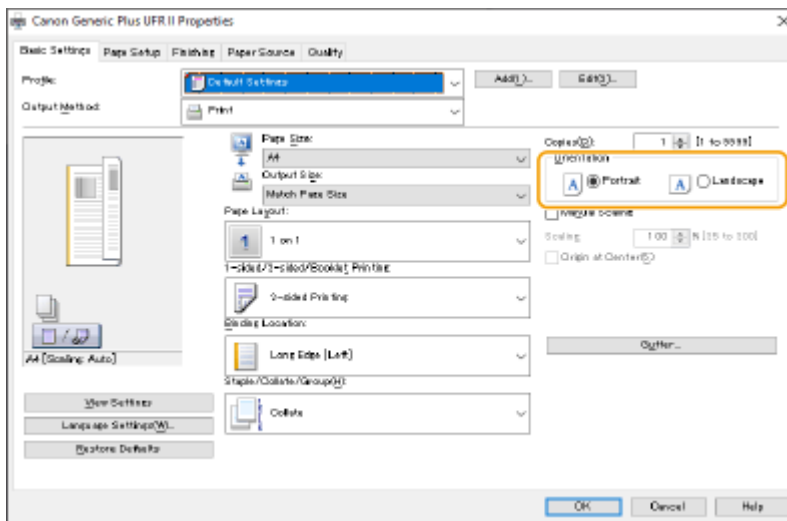 Canon Generic Plus UFR II Properties
Basic Settings Page Setup Finishing Paper Source Quality
Profile: Default Settings Add(1)... Edit(2)...
Output Method: Print
Page Size:
A4
Output Size:
Match Page Size
Copies(0): 1 [1 to 9999]
Orientation
A Portrait A Landscape
Manual Scaling
Scaling: 100 % [25 to 200]
Origin at Center(5)
Page Layout:
1 1 on 1
1-sided/2-sided/Booklet Printing:
2-sided Printing
Binding Location:
Long Edge [Left]
Gutter...
Staple/Collate/Group(H):
Collate
A4 [Scaling: Auto]
View Settings
Language Settings(W)...
Restore Defaults
OK Cancel Help